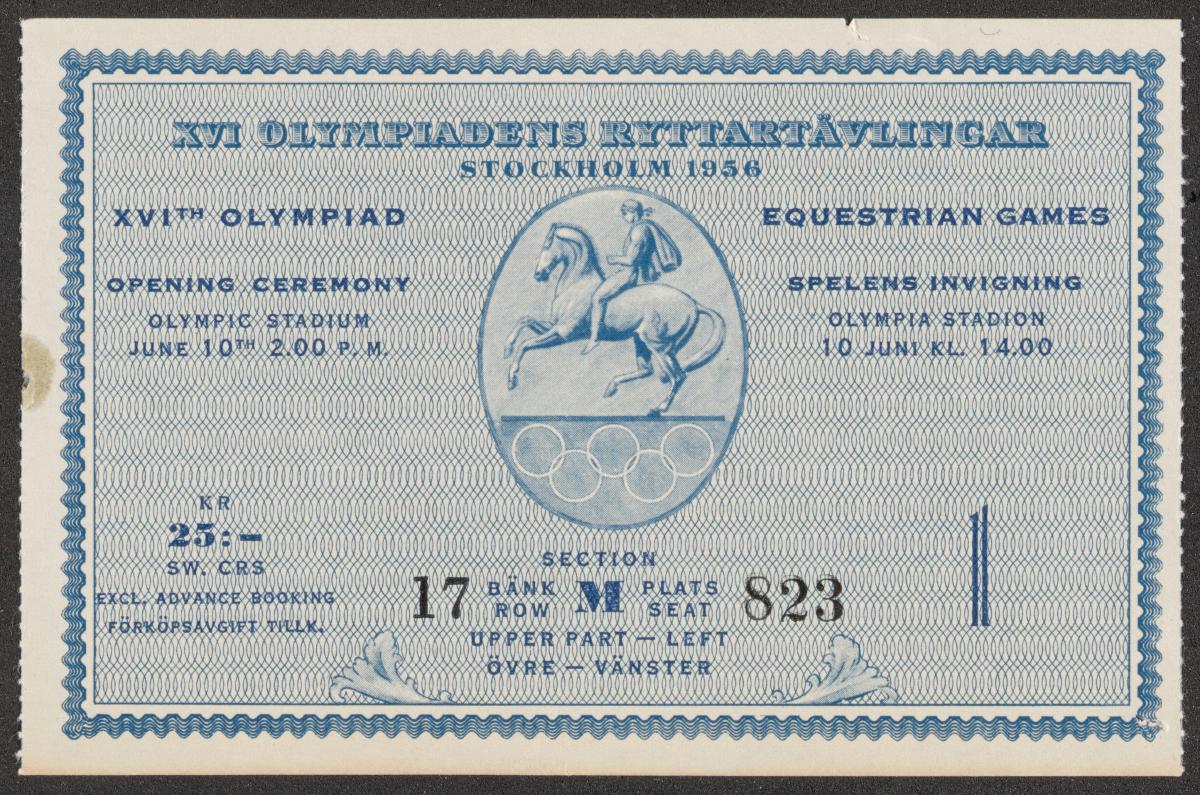 XVI OLYMPIADENS RYTTARTÄVLINGAR
STOCKHOLM 1956
XVITH OLYMPIAD
EQUESTRIAN GAMES
OPENING CEREMONY
OLYMPIC STADIUM
JUNE 10TH 2.00 P. M.
SPELENS INVIGNING
OLYMPIA STADION
10 JUNI KL. 14.00
KR
25:–
SW. CRS
EXCL. ADVANCE BOOKING
FÖRKÖPSAVGIFT TILLK.
SECTION
17 BÄNK ROW M PLATS SEAT 823
UPPER PART — LEFT
ÖVRE — VÄNSTER
1